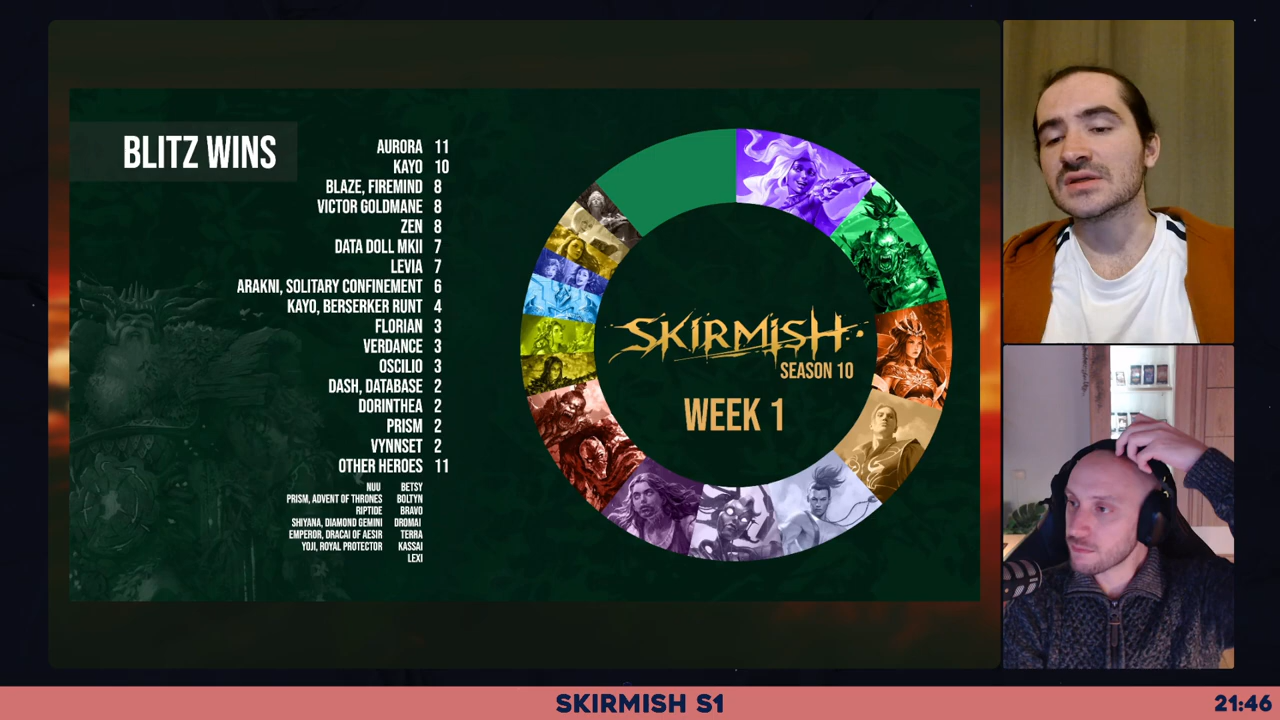 BLITZ WINS
AURORA 11
KAYO 10
BLAZE, FIREMIND 8
VICTOR GOLDMANE 8
ZEN 8
DATA DOLL MKII 7
LEVIA 7
ARAKNI, SOLITARY CONFINEMENT 6
KAYO, BERSERKER RUNT 4
FLORIAN 3
VERDANCE 3
OSCILIO 3
DASH, DATABASE 2
DORINTHEA 2
PRISM 2
VYNNSET 2
OTHER HEROES 11
NUU BETSY
PRISM, ADVENT OF THRONES BOLTYN
RIPTIDE BRAVO
SHIYANA, DIAMOND GEMINI DROMAI
EMPEROR, DRACAI OF AESIR TERRA
YOJI, ROYAL PROTECTOR KASSAI
LEXI
SKIRMISH
SEASON 10
WEEK 1
SKIRMISH S1
21:46